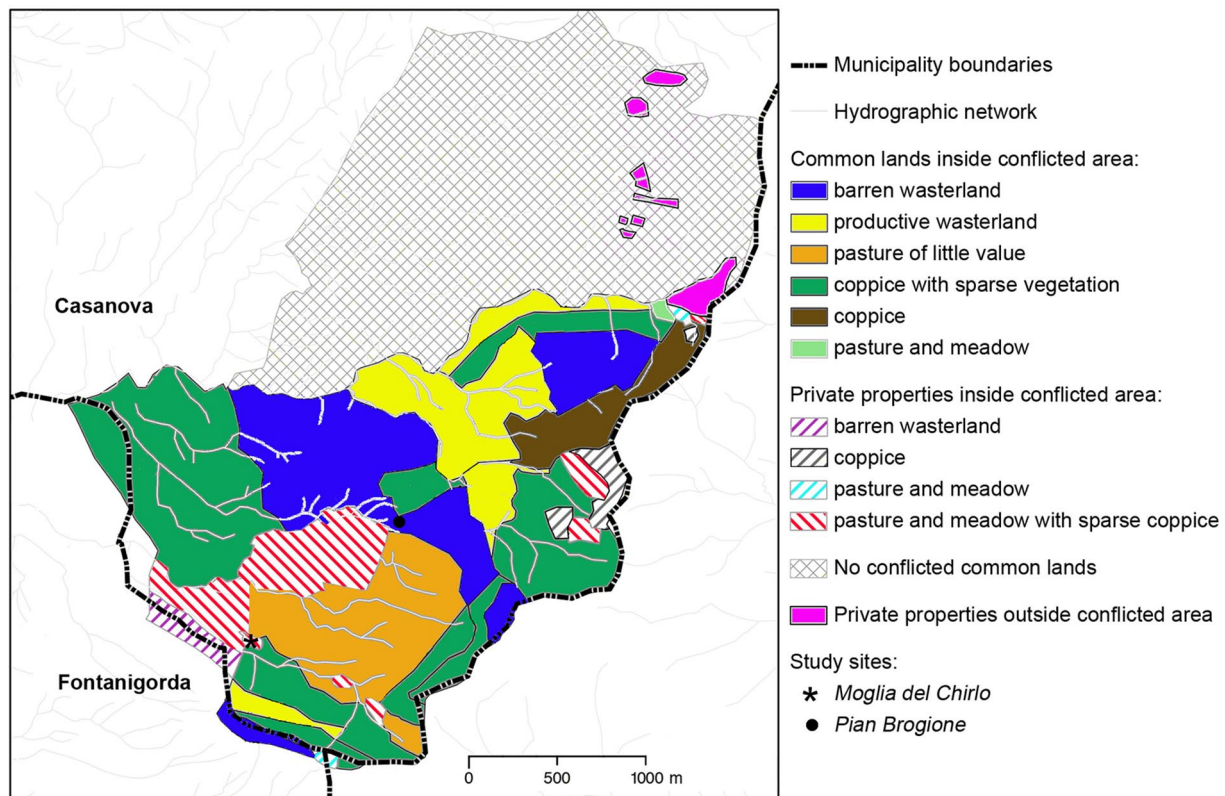 Casanova
Fontanigorda
0 500 1000 m
Municipality boundaries
Hydrographic network
Common lands inside conflicted area:
barren wasterland
productive wasterland
pasture of little value
coppice with sparse vegetation
coppice
pasture and meadow
Private properties inside conflicted area:
barren wasterland
coppice
pasture and meadow
pasture and meadow with sparse coppice
No conflicted common lands
Private properties outside conflicted area
Study sites:
Moglia del Chirlo
Pian Brogione